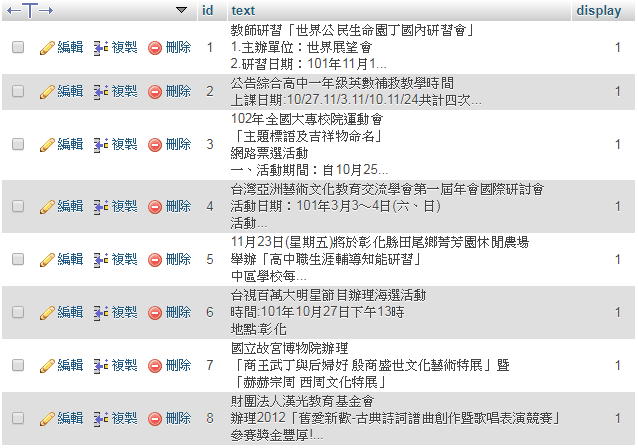 ←T→ id text display
教師研習「世界公民生命園丁國內研習會」
編輯 複製 刪除 1 1.主辦單位：世界展望會 1
2.研習日期：101年11月1...
公告綜合高中一年級英數補救教學時間
編輯 複製 刪除 2 上課日期:10/27.11/3.11/10.11/24共計四次... 1
102年全國大專校院運動會
「主題標語及吉祥物命名」
編輯 複製 刪除 3 網路票選活動 1
一、活動期間：自10月25...
台灣亞洲藝術文化教育交流學會第一屆年會國際研討會
編輯 複製 刪除 4 活動日期：101年3月3～4日(六、日) 1
活動...
11月23日(星期五)將於彰化縣田尾鄉菁芳園休閒農場
編輯 複製 刪除 5 舉辦「高中職生涯輔導知能研習」 1
中區學校每...
台視百萬大明星節目辦理海選活動
編輯 複製 刪除 6 時間:101年10月27日下午13時 1
地點:彰化
國立故宮博物院辦理
編輯 複製 刪除 7 「商王武丁與后婦好 殷商盛世文化藝術特展」暨 1
「赫赫宗周 西周文化特展」
財團法人漢光教育基金會
編輯 複製 刪除 8 辦理2012「舊愛新歡-古典詩詞譜曲創作暨歌唱表演競賽」 1
參賽獎金豐厚!...